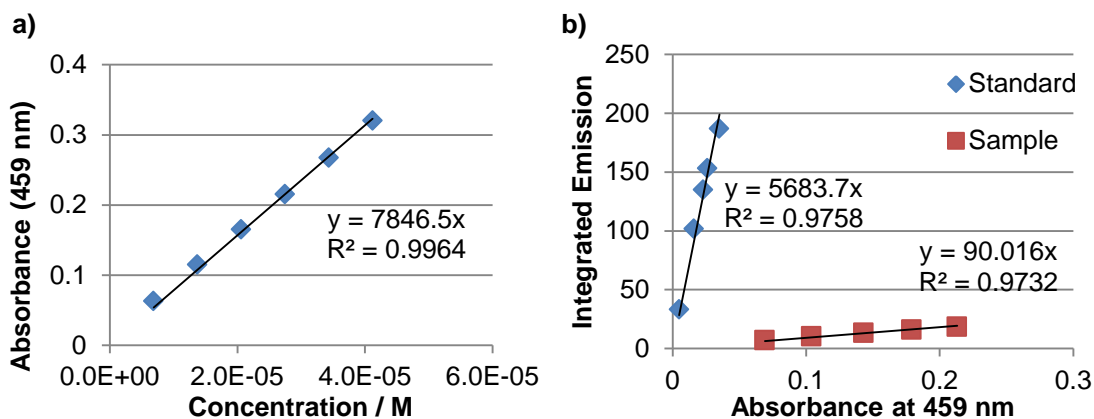 a)
Absorbance (459 nm)
0.4
0.3
0.2
0.1
0
0.0E+00 2.0E-05 4.0E-05 6.0E-05
Concentration / M
y = 7846.5x
R² = 0.9964
b)
Integrated Emission
250
200
150
100
50
0
0 0.1 0.2 0.3
Absorbance at 459 nm
Standard
Sample
y = 5683.7x
R² = 0.9758
y = 90.016x
R² = 0.9732